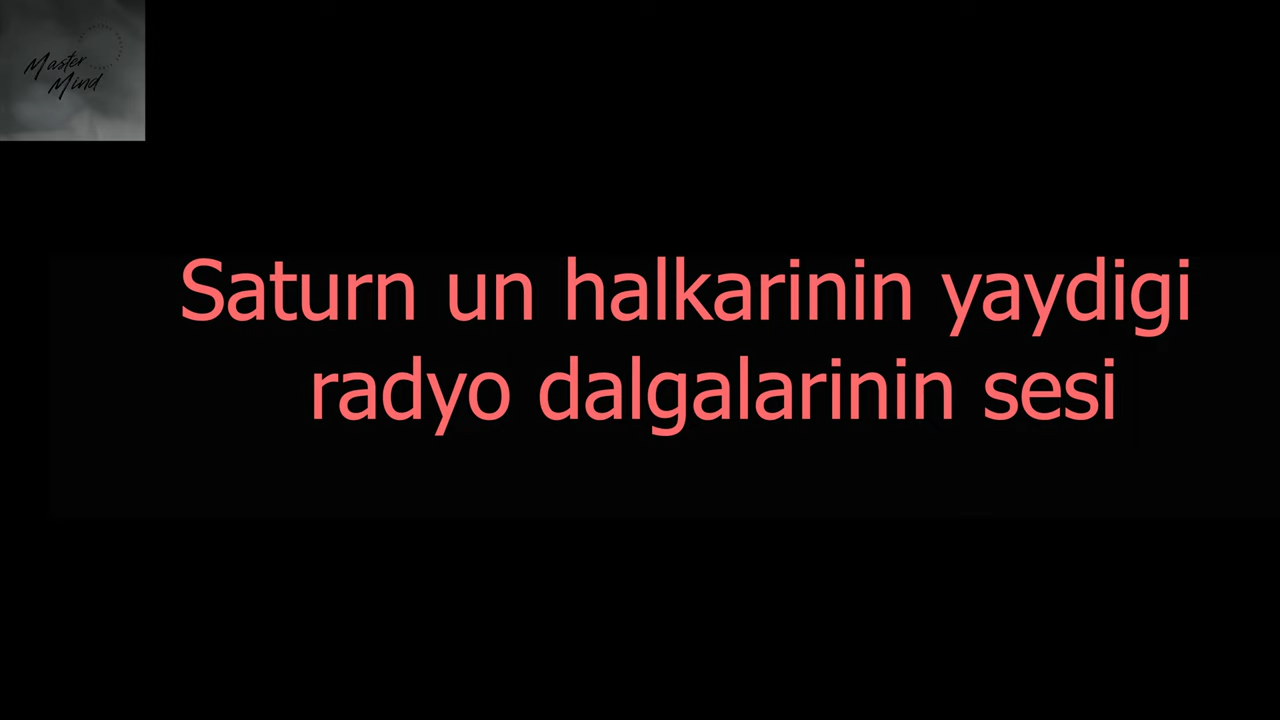 Master
Mind
Saturn un halkarinin yaydigi
radyo dalgalarinin sesi